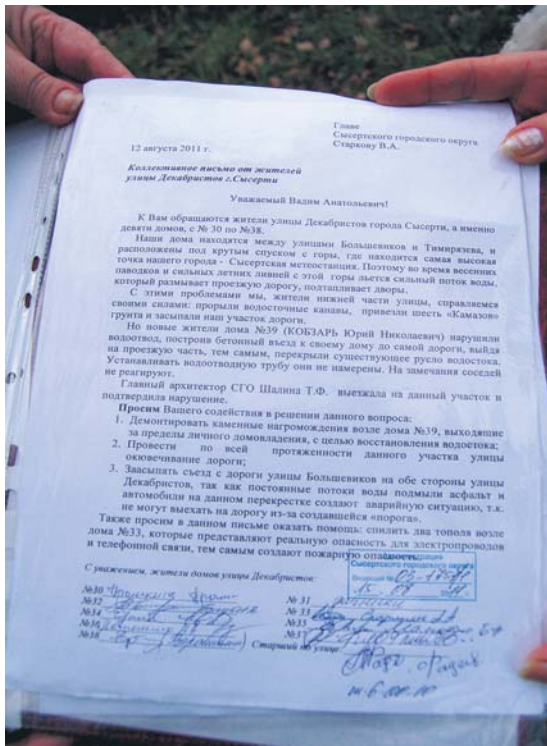 Главе
Сысертского городского округа
Старкову В.А.
12 августа 2011 г.
Коллективное письмо от жителей
улицы Декабристов г.Сысерти
Уважаемый Вадим Анатольевич!
К Вам обращаются жители улицы Декабристов города Сысерти, а именно
девяти домов, с № 30 по №38.
Наши дома находятся между улицами Большевиков и Тимирязева, и
расположены под крутым спуском с горы, где находится самая высокая
точка нашего города - Сысертская метеостанция. Поэтому во время весенних
паводков и сильных летних ливней с этой горы льется сильный поток воды,
который размывает проезжую дорогу, подтапливает дворы.
С этими проблемами мы, жители нижней части улицы, справляемся
своими силами: прорыли водосточные канавы, привезли шесть «Камазов»
грунта и засыпали наш участок дороги.
Но новые жители дома №39 (КОБЗАРЬ Юрий Николаевич) нарушили
водоотвод, построив бетонный въезд к своему дому до самой дороги, выйдя
на проезжую часть, тем самым, перекрыли существующее русло водостока.
Устанавливать водоотводную трубу они не намерены. На замечания соседей
не реагируют.
Главный архитектор СГО Шалина Т.Ф. выезжала на данный участок и
подтвердила нарушение.
Просим Вашего содействия в решении данного вопроса:
1. Демонтировать каменные нагромождения возле дома №39, выходящие
за пределы личного домовладения, с целью восстановления водостока;
2. Провести по всей протяженности данного участка улицы
окювечивание дороги;
3. Заасыпать съезд с дороги улицы Большевиков на обе стороны улицы
Декабристов, так как постоянные потоки воды подмыли асфальт и
автомобили на данном перекрестке создают аварийную ситуацию, т.к.
не могут выехать на дорогу из-за создавшейся «порога».
Также просим в данном письме оказать помощь: спилить два тополя возле
дома №33, которые представляют реальную опасность для электропроводов
и телефонной связи, тем самым создают пожарную опасность.
Сысертского городского округа
С уважением, жители домов улицы Декабристов:
№30
№ 31
№32
№ 33
№34
№35
№36
№37
№38
Старший по улице